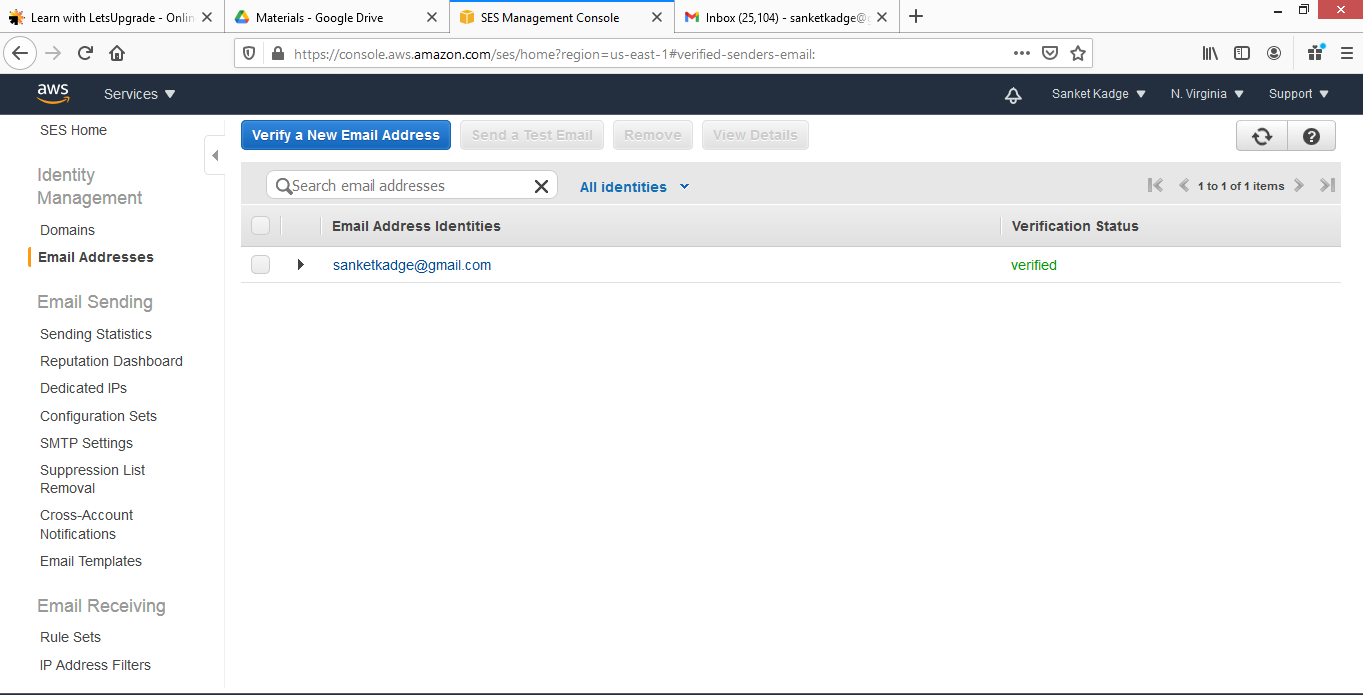 Learn with LetsUpgrade - Onlin
Materials - Google Drive
SES Management Console
Inbox (25,104) - sanketkadge@g
https://console.aws.amazon.com/ses/home?region=us-east-1#verified-senders-email:
aws
Services
Sanket Kadge
N. Virginia
Support
SES Home
Identity
Management
Domains
Email Addresses
Email Sending
Sending Statistics
Reputation Dashboard
Dedicated IPs
Configuration Sets
SMTP Settings
Suppression List
Removal
Cross-Account
Notifications
Email Templates
Email Receiving
Rule Sets
IP Address Filters
Verify a New Email Address
Send a Test Email
Remove
View Details
Search email addresses
All identities
1 to 1 of 1 items
Email Address Identities
Verification Status
sanketkadge@gmail.com
verified